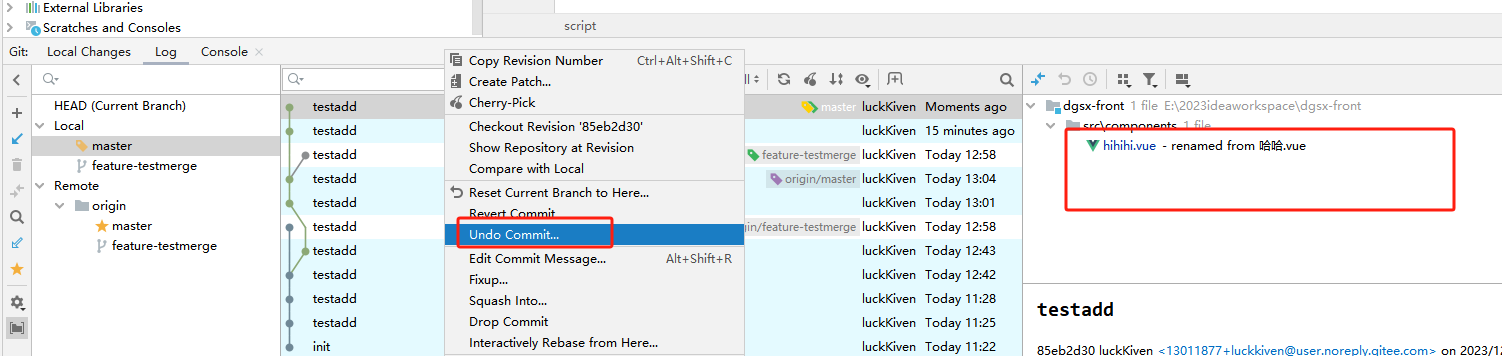 External Libraries
Scratches and Consoles
script
Git: Local Changes Log Console
Copy Revision Number Ctrl+Alt+Shift+C
Create Patch...
Cherry-Pick
Checkout Revision '85eb2d30'
Show Repository at Revision
Compare with Local
Reset Current Branch to Here...
Revert Commit
Undo Commit...
Edit Commit Message... Alt+Shift+R
Fixup...
Squash Into...
Drop Commit
Interactively Rebase from Here...
HEAD (Current Branch)
Local
master
feature-testmerge
Remote
origin
master
feature-testmerge
testadd master luckKiven Moments ago
testadd luckKiven 15 minutes ago
testadd feature-testmerge luckKiven Today 12:58
testadd origin/master luckKiven Today 13:04
testadd luckKiven Today 13:01
testadd gin/feature-testmerge luckKiven Today 12:58
testadd luckKiven Today 12:43
testadd luckKiven Today 12:42
testadd luckKiven Today 11:28
testadd luckKiven Today 11:25
init luckKiven Today 11:22
dgsx-front 1 file E:\2023ideaworkspace\dgsx-front
src\components 1 file
hihihi.vue - renamed from 哈哈.vue
testadd
85eb2d30 luckKiven <13011877+luckkiven@user.noreply.gitee.com> on 2023/12